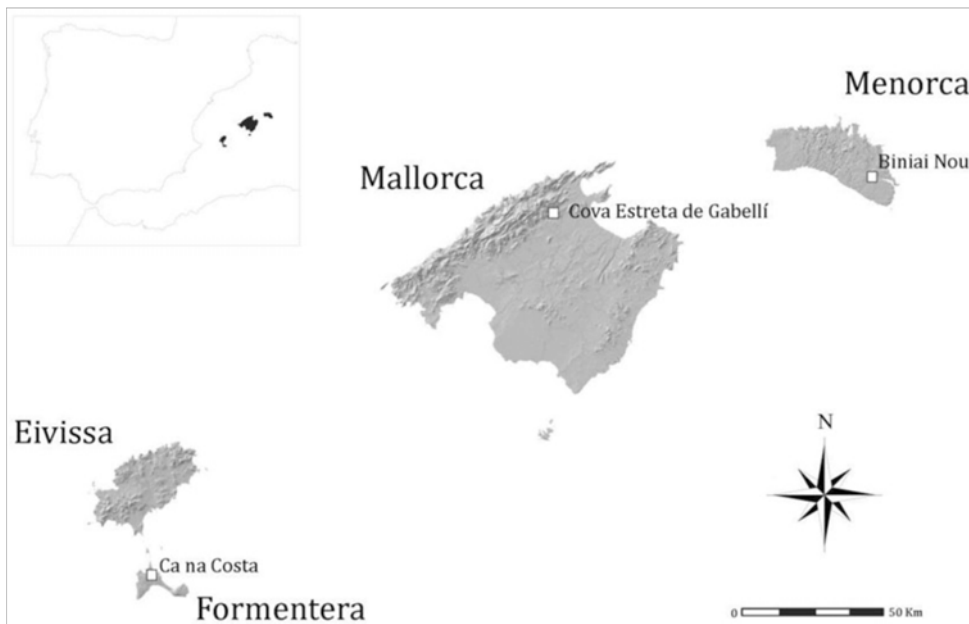 Menorca
Biniai Nou
Mallorca
Cova Estreta de Gabellí
Eivissa
N
Ca na Costa
Formentera
0 50 Km